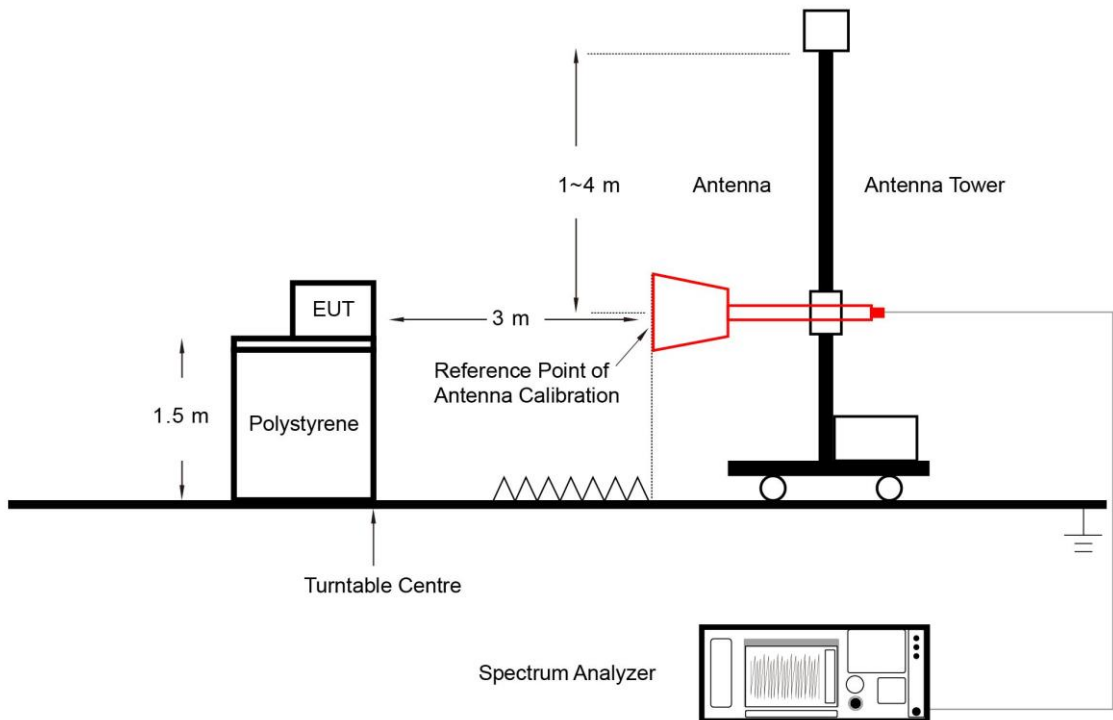 1~4 m
Antenna
Antenna Tower
EUT
3 m
Reference Point of
Antenna Calibration
1.5 m
Polystyrene
Turntable Centre
Spectrum Analyzer